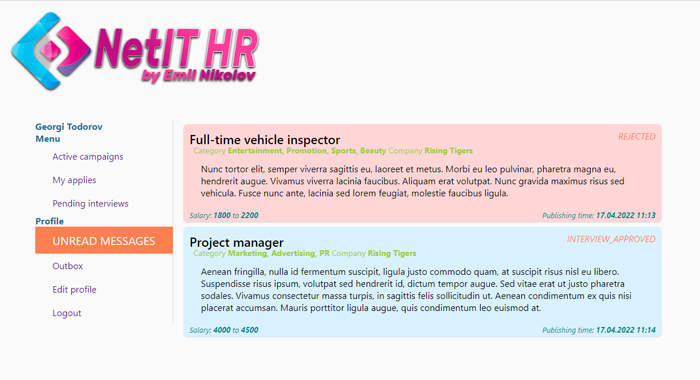 NetIT HR
by Emil Nikolov
Georgi Todorov
Menu
Active campaigns
My applies
Pending interviews
Profile
UNREAD MESSAGES
Outbox
Edit profile
Logout
Full-time vehicle inspector
REJECTED
Category Entertainment, Promotion, Sports, Beauty Company Rising Tigers
Nunc tortor elit, semper viverra sagittis eu, laoreet et metus. Morbi eu leo pulvinar, pharetra magna eu,
hendrerit augue. Vivamus viverra lacinia faucibus. Aliquam erat volutpat. Nunc gravida maximus risus sed
vehicula. Fusce nunc ante, lacinia sed lorem feugiat, molestie faucibus ligula.
Salary: 1800 to 2200
Publishing time: 17.04.2022 11:13
Project manager
INTERVIEW_APPROVED
Category Marketing, Advertising, PR Company Rising Tigers
Aenean fringilla, nulla id fermentum suscipit, ligula justo commodo quam, at suscipit risus nisl eu libero.
Suspendisse risus ipsum, volutpat sed hendrerit id, dictum tempor augue. Sed vitae erat ut justo pharetra
sodales. Vivamus consectetur massa turpis, in sagittis felis sollicitudin ut. Aenean condimentum ex quis nisi
placerat accumsan. Mauris porttitor ligula augue, quis condimentum leo euismod at.
Salary: 4000 to 4500
Publishing time: 17.04.2022 11:14